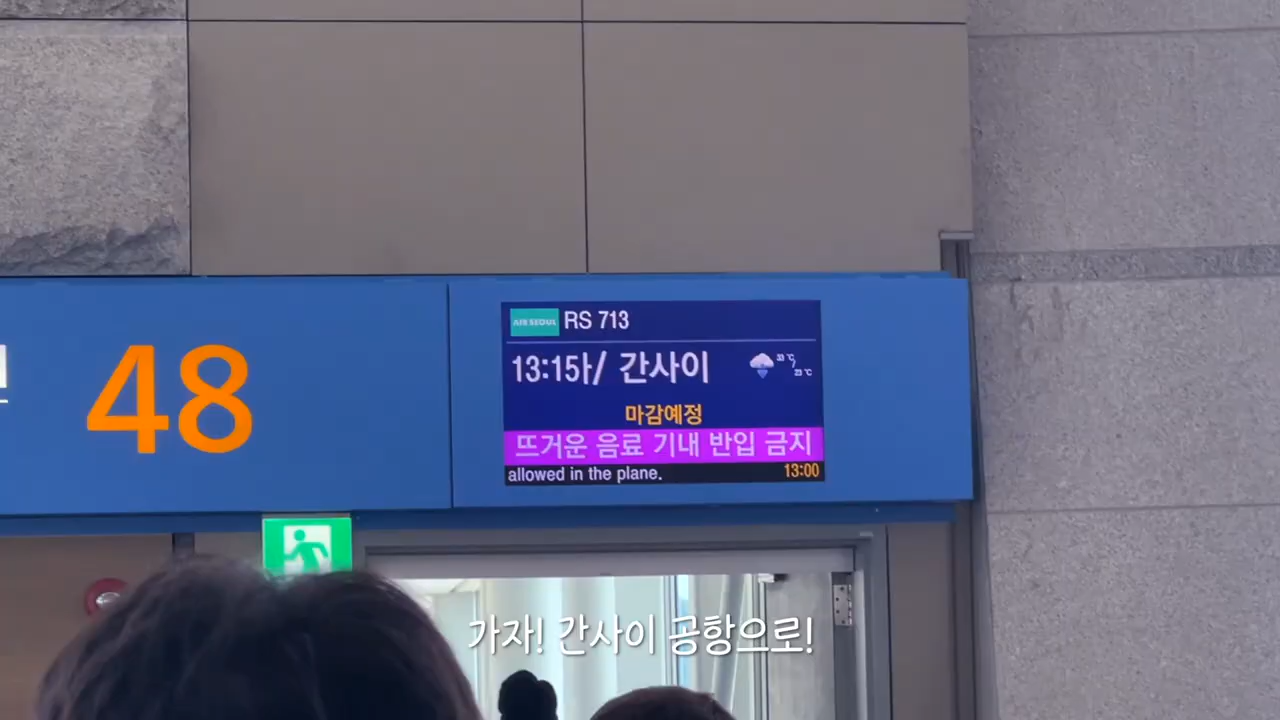 48
AIR SEOUL RS 713
13:15 / 간사이
마감예정
뜨거운 음료 기내 반입 금지
allowed in the plane. 13:00
가자! 간사이 공항으로!